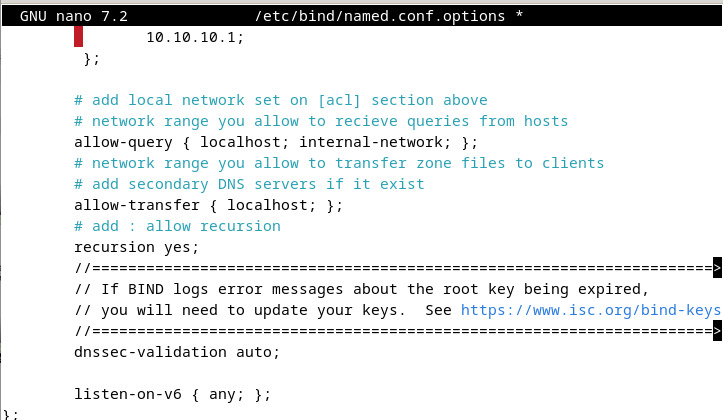 GNU nano 7.2 /etc/bind/named.conf.options *
10.10.10.1;
};
# add local network set on [acl] section above
# network range you allow to recieve queries from hosts
allow-query { localhost; internal-network; };
# network range you allow to transfer zone files to clients
# add secondary DNS servers if it exist
allow-transfer { localhost; };
# add : allow recursion
recursion yes;
//=====================================================================>
// If BIND logs error messages about the root key being expired,
// you will need to update your keys.  See https://www.isc.org/bind-keys
//=====================================================================>
dnssec-validation auto;
listen-on-v6 { any; };
};